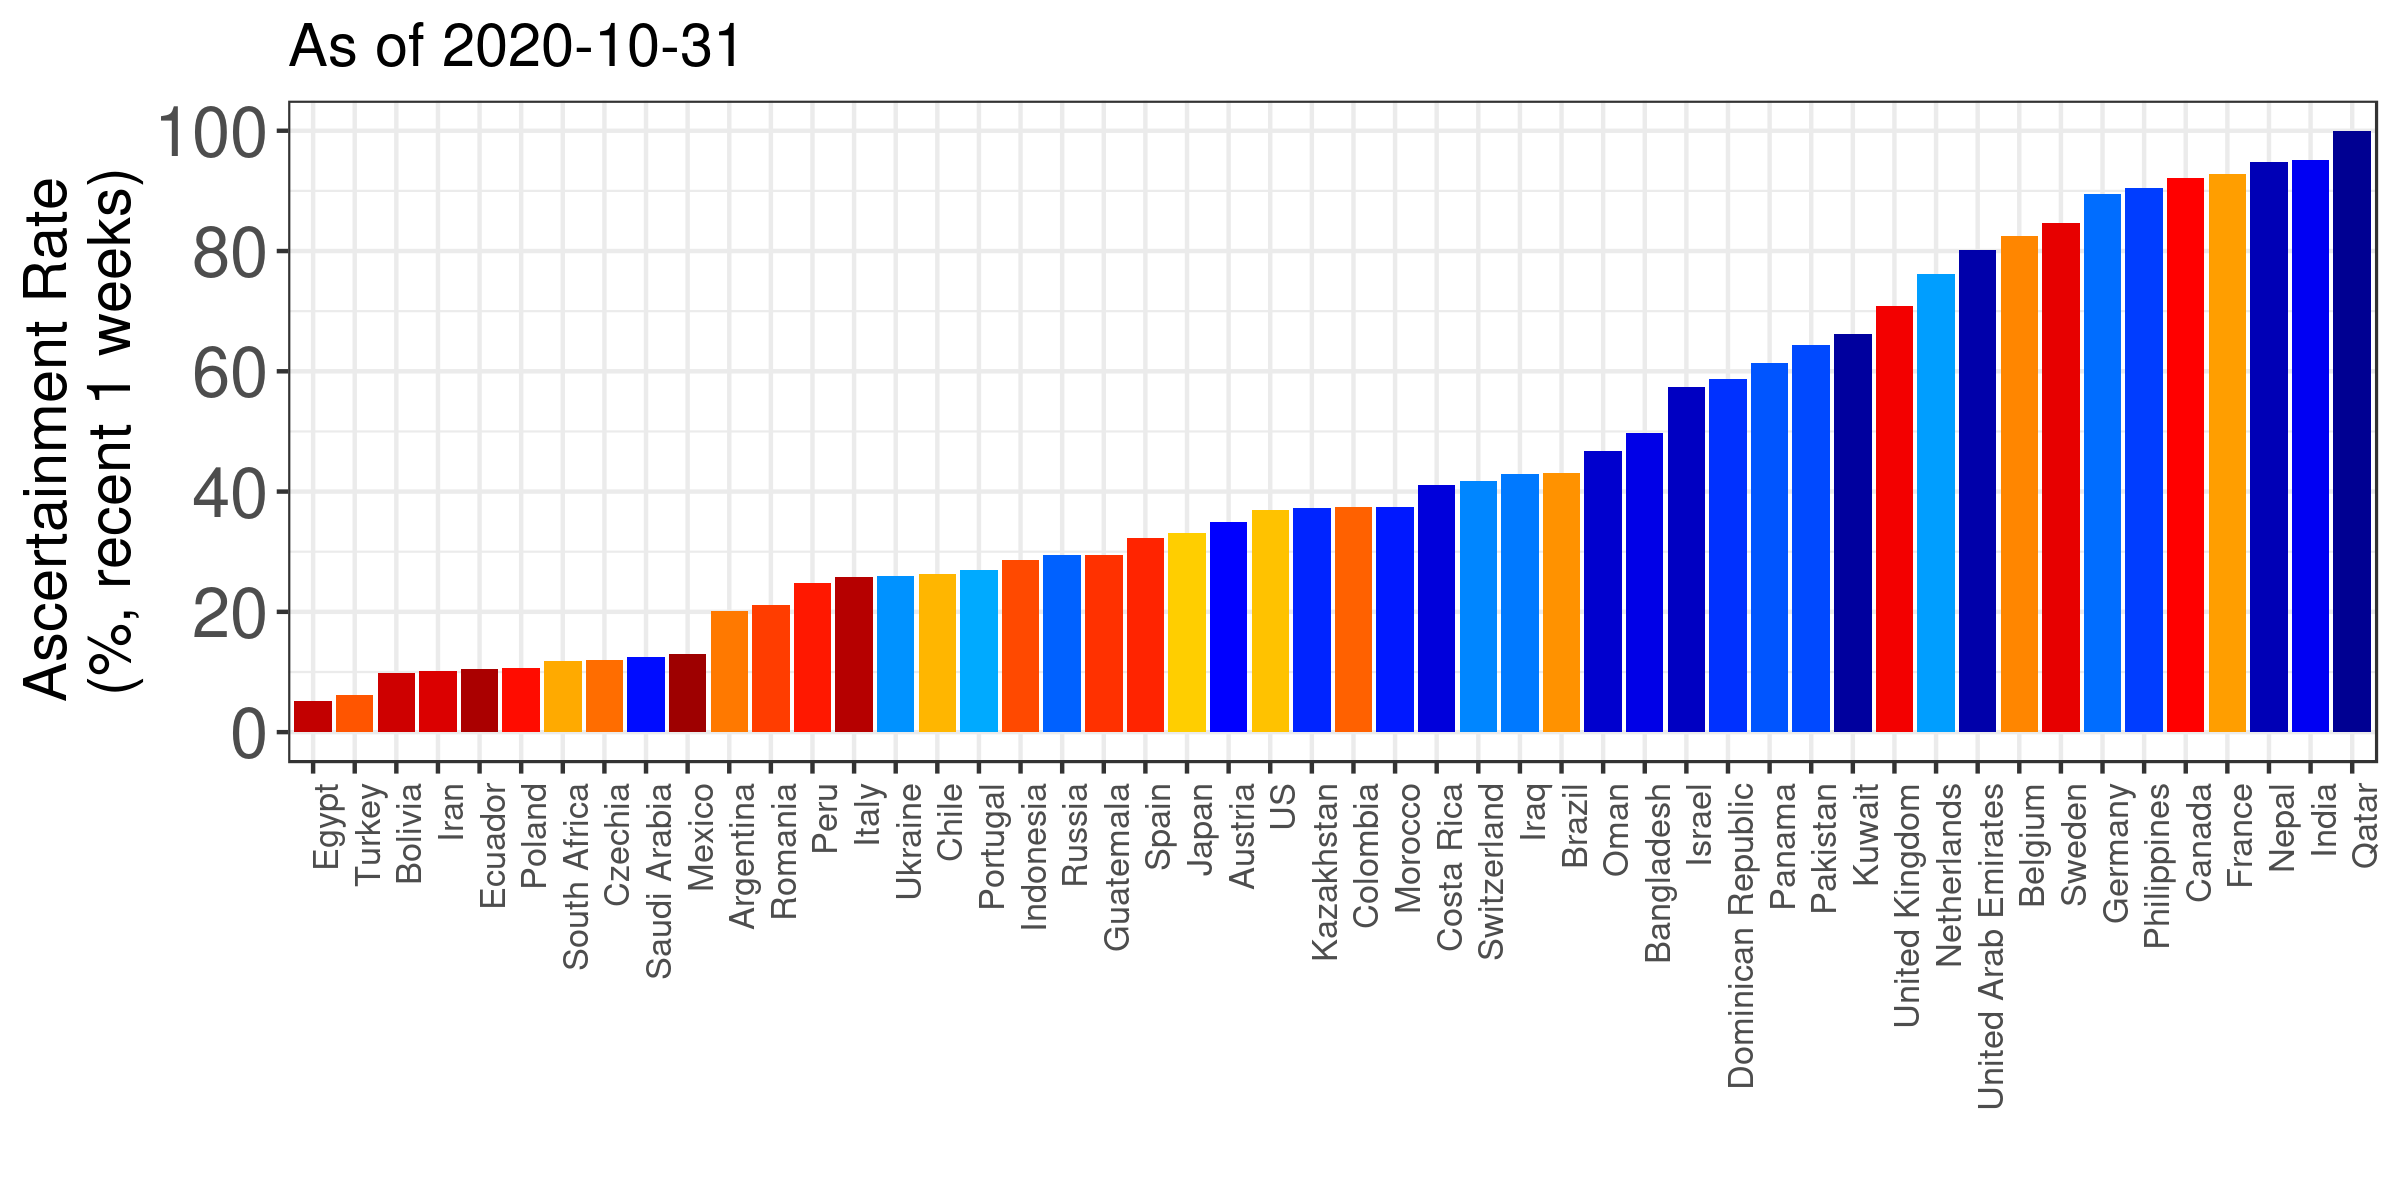 As of 2020-10-31
Ascertainment Rate
(%, recent 1 weeks)
100
80
60
40
20
0
Egypt
Turkey
Bolivia
Iran
Ecuador
Poland
South Africa
Czechia
Saudi Arabia
Mexico
Argentina
Romania
Peru
Italy
Ukraine
Chile
Portugal
Indonesia
Russia
Guatemala
Spain
Japan
Austria
US
Kazakhstan
Colombia
Morocco
Costa Rica
Switzerland
Iraq
Brazil
Oman
Bangladesh
Israel
Dominican Republic
Panama
Pakistan
Kuwait
United Kingdom
Netherlands
United Arab Emirates
Belgium
Sweden
Germany
Philippines
Canada
France
Nepal
India
Qatar